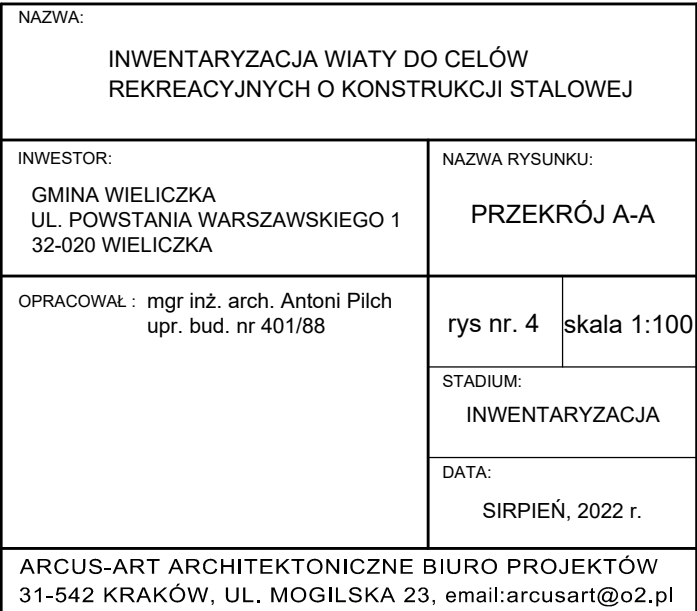 NAZWA:
INWENTARYZACJA WIATY DO CELÓW
REKREACYJNYCH O KONSTRUKCJI STALOWEJ
INWESTOR:
GMINA WIELICZKA
UL. POWSTANIA WARSZAWSKIEGO 1
32-020 WIELICZKA
NAZWA RYSUNKU:
PRZEKRÓJ A-A
OPRACOWAŁ : mgr inż. arch. Antoni Pilch
upr. bud. nr 401/88
rys nr. 4
skala 1:100
STADIUM:
INWENTARYZACJA
DATA:
SIRPIEŃ, 2022 r.
ARCUS-ART ARCHITEKTONICZNE BIURO PROJEKTÓW
31-542 KRAKÓW, UL. MOGILSKA 23, email:arcusart@o2.pl